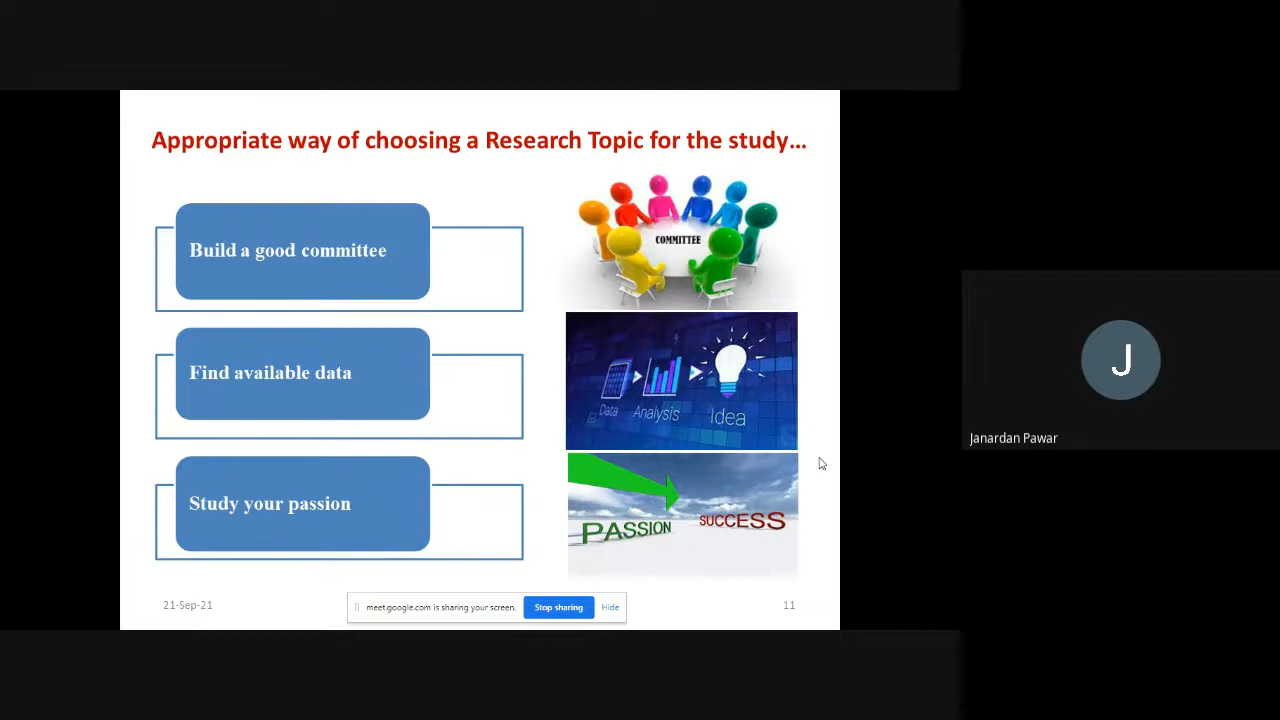 Appropriate way of choosing a Research Topic for the study...
Build a good committee
COMMITTEE
Find available data
Data
Analysis
Idea
Study your passion
PASSION
SUCCESS
21-Sep-21
meet.google.com is sharing your screen.
Stop sharing
Hide
11
J
Janardan Pawar